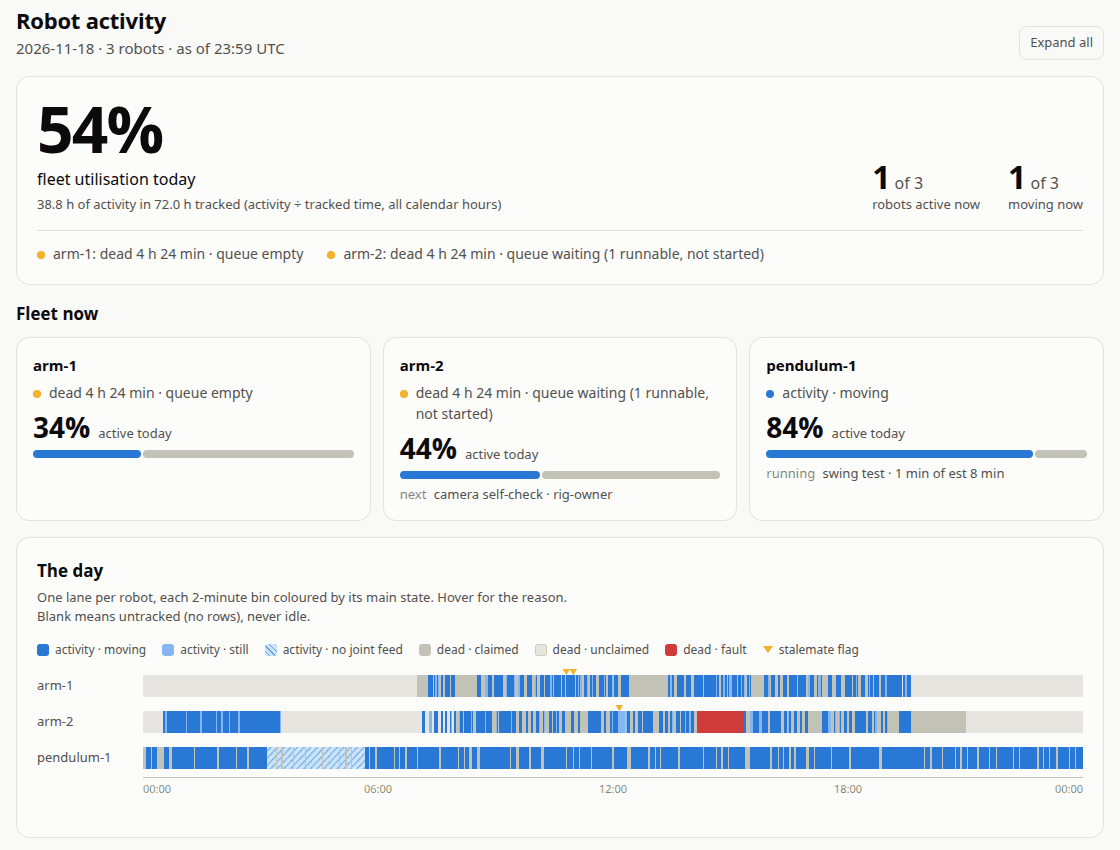 Robot activity
2026-11-18 · 3 robots · as of 23:59 UTC
Expand all
54%
fleet utilisation today
38.8 h of activity in 72.0 h tracked (activity ÷ tracked time, all calendar hours)
1 of 3
robots active now
1 of 3
moving now
arm-1: dead 4 h 24 min · queue empty
arm-2: dead 4 h 24 min · queue waiting (1 runnable, not started)
Fleet now
arm-1
dead 4 h 24 min · queue empty
34% active today
arm-2
dead 4 h 24 min · queue waiting (1 runnable,
not started)
44% active today
next camera self-check · rig-owner
pendulum-1
activity · moving
84% active today
running swing test · 1 min of est 8 min
The day
One lane per robot, each 2-minute bin coloured by its main state. Hover for the reason.
Blank means untracked (no rows), never idle.
activity · moving activity · still activity · no joint feed dead · claimed dead · unclaimed dead · fault stalemate flag
arm-1
arm-2
pendulum-1
00:00 06:00 12:00 18:00 00:00